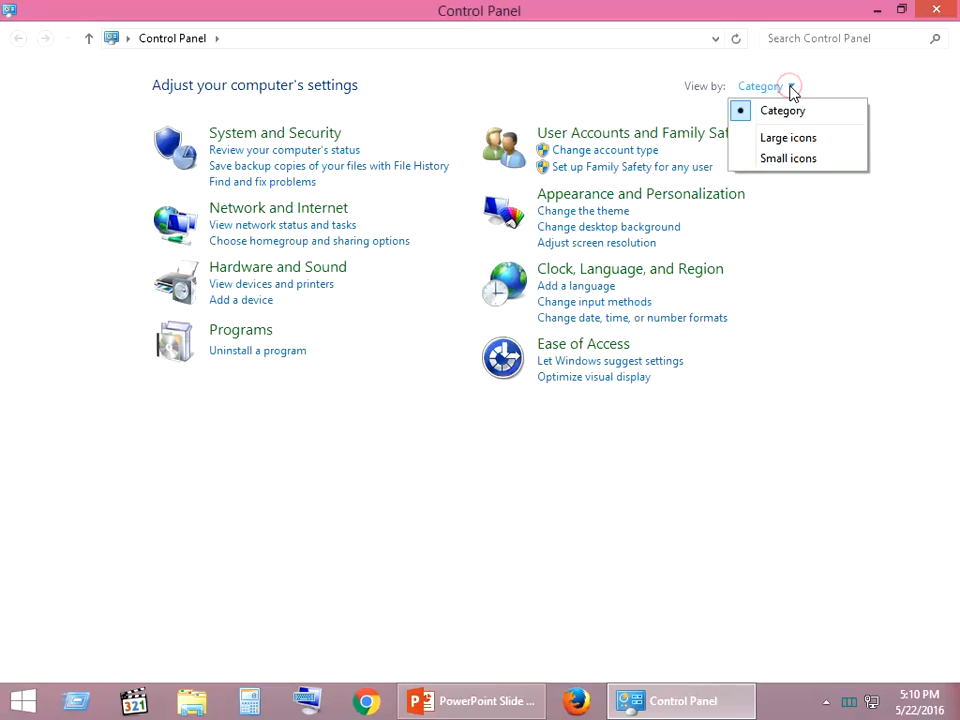 Control Panel
Control Panel
Search Control Panel
Adjust your computer's settings
View by: Category
Category
Large icons
Small icons
System and Security
Review your computer's status
Save backup copies of your files with File History
Find and fix problems
Network and Internet
View network status and tasks
Choose homegroup and sharing options
Hardware and Sound
View devices and printers
Add a device
Programs
Uninstall a program
User Accounts and Family Saf
Change account type
Set up Family Safety for any user
Appearance and Personalization
Change the theme
Change desktop background
Adjust screen resolution
Clock, Language, and Region
Add a language
Change input methods
Change date, time, or number formats
Ease of Access
Let Windows suggest settings
Optimize visual display
321
PowerPoint Slide ...
Control Panel
5:10 PM
5/22/2016